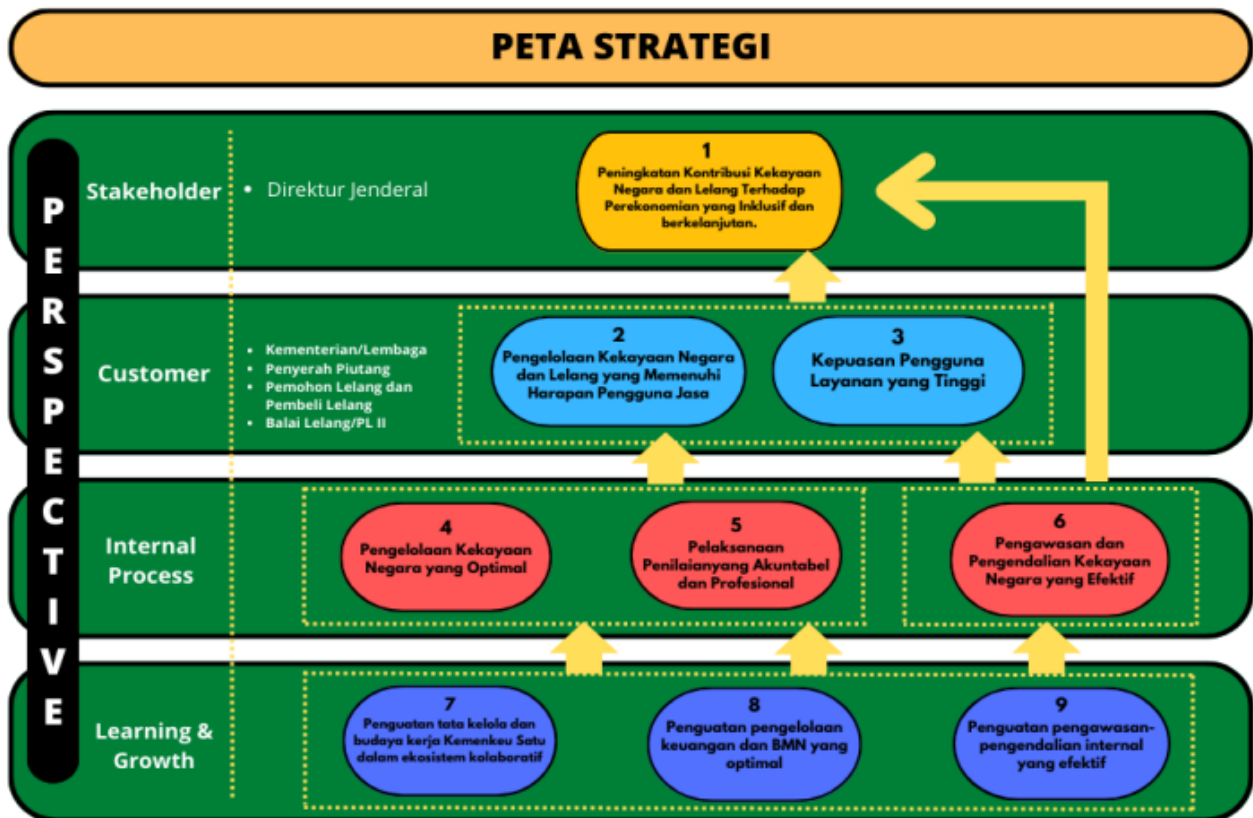 PETA STRATEGI
PERSPECTIVE
Stakeholder
• Direktur Jenderal
1
Peningkatan Kontribusi Kekayaan
Negara dan Lelang Terhadap
Perekonomian yang Inklusif dan
berkelanjutan.
Customer
• Kementerian/Lembaga
• Penyerah Piutang
• Pemohon Lelang dan
Pembeli Lelang
• Balai Lelang/PL II
2
Pengelolaan Kekayaan Negara
dan Lelang yang Memenuhi
Harapan Pengguna Jasa
3
Kepuasan Pengguna
Layanan yang Tinggi
Internal
Process
4
Pengelolaan Kekayaan
Negara yang Optimal
5
Pelaksanaan
Penilaianyang Akuntabel
dan Profesional
6
Pengawasan dan
Pengendalian Kekayaan
Negara yang Efektif
Learning &
Growth
7
Penguatan tata kelola dan
budaya kerja Kemenkeu Satu
dalam ekosistem kolaboratif
8
Penguatan pengelolaan
keuangan dan BMN yang
optimal
9
Penguatan pengawasan-
pengendalian internal
yang efektif